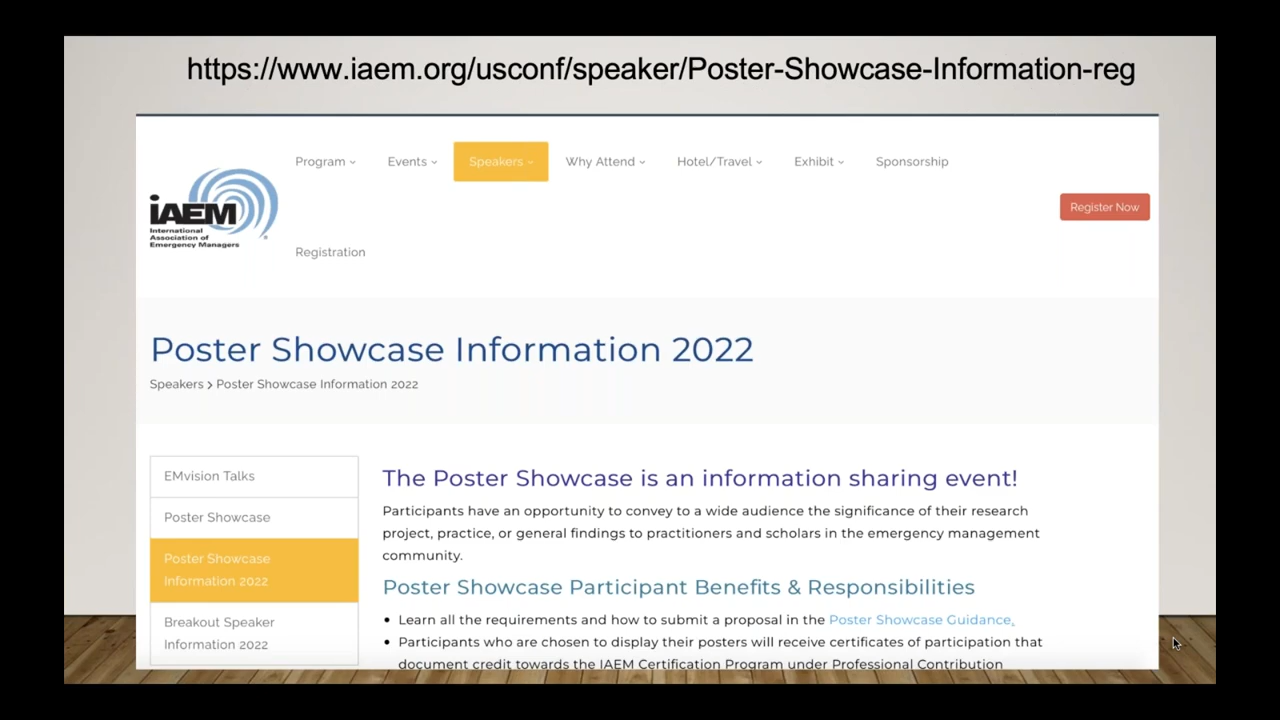 https://www.iaem.org/usconf/speaker/Poster-Showcase-Information-reg
Program
Events
Speakers
Why Attend
Hotel/Travel
Exhibit
Sponsorship
iAEM
International
Association of
Emergency Managers
Register Now
Registration
Poster Showcase Information 2022
Speakers > Poster Showcase Information 2022
EMvision Talks
Poster Showcase
Poster Showcase
Information 2022
Breakout Speaker
Information 2022
The Poster Showcase is an information sharing event!
Participants have an opportunity to convey to a wide audience the significance of their research
project, practice, or general findings to practitioners and scholars in the emergency management
community.
Poster Showcase Participant Benefits & Responsibilities
• Learn all the requirements and how to submit a proposal in the Poster Showcase Guidance.
• Participants who are chosen to display their posters will receive certificates of participation that
document credit towards the IAEM Certification Program under Professional Contribution